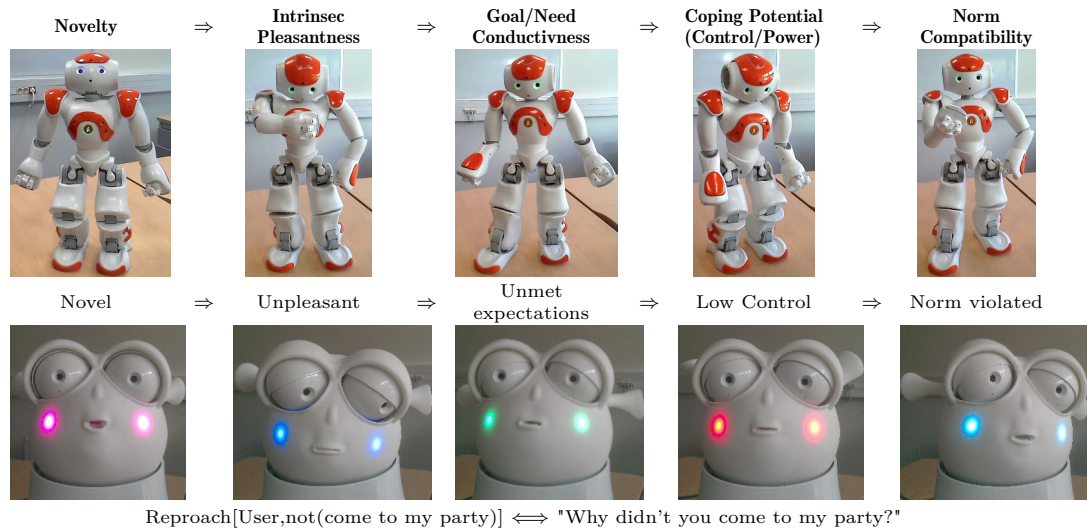 Novelty ⇒ Intrinsec Pleasantness ⇒ Goal/Need Conductivness ⇒ Coping Potential (Control/Power) ⇒ Norm Compatibility
Novel ⇒ Unpleasant ⇒ Unmet expectations ⇒ Low Control ⇒ Norm violated
Reproach[User,not(come to my party)] ⟺ "Why didn't you come to my party?"